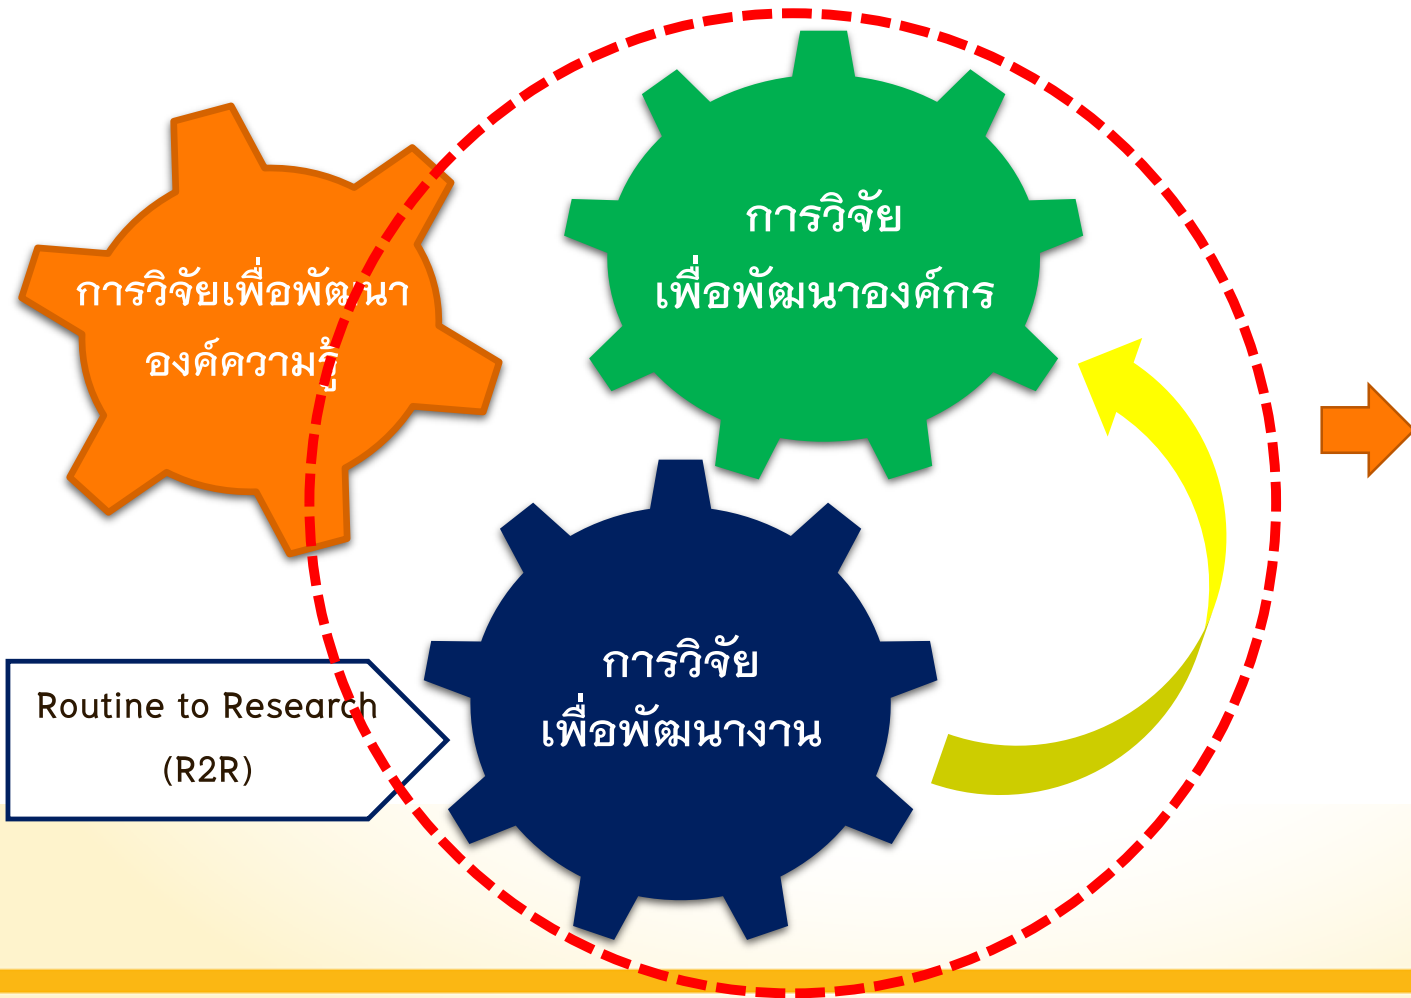 การวิจัยเพื่อพัฒนา
องค์ความรู้
การวิจัย
เพื่อพัฒนาองค์กร
การวิจัย
เพื่อพัฒนางาน
Routine to Research
(R2R)